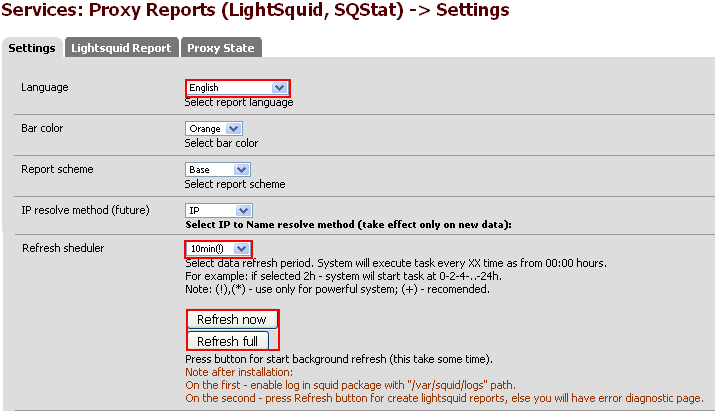 Services: Proxy Reports (LightSquid, SQStat) -> Settings
Settings Lightsquid Report Proxy State
Language
English
Select report language
Bar color
Orange
Select bar color
Report scheme
Base
Select report scheme
IP resolve method (future)
IP
Select IP to Name resolve method (take effect only on new data):
Refresh sheduler
10min(!)
Select data refresh period. System will execute task every XX time as from 00:00 hours.
For example: if selected 2h - system wiil start task at 0-2-4-..-24h.
Note: (!),(*) - use only for powerful system; (+) - recomended.
Refresh now
Refresh full
Press button for start background refresh (this take some time).
Note after installation:
On the first - enable log in squid package with "/var/squid/logs" path.
On the second - press Refresh button for create lightsquid reports, else you will have error diagnostic page.